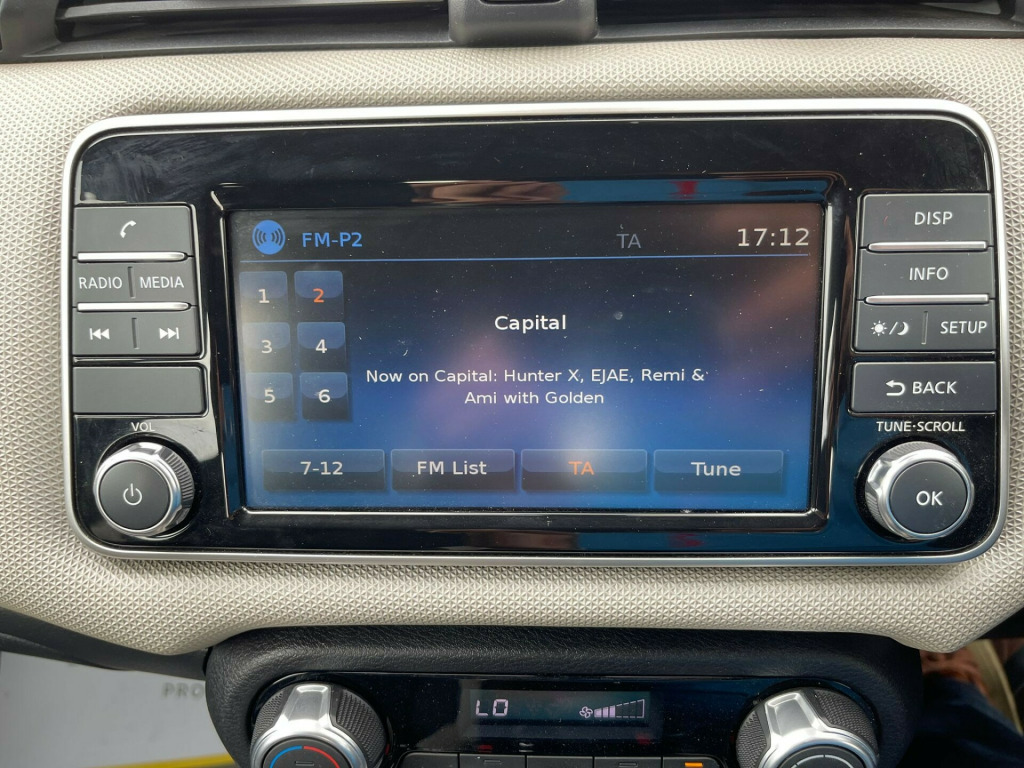 FM-P2
TA
17:12
DISP
RADIO
MEDIA
INFO
SETUP
1
2
3
4
5
6
Capital
Now on Capital: Hunter X, EJAE, Remi &
Ami with Golden
BACK
VOL
TUNE·SCROLL
7-12
FM List
TA
Tune
OK
PRO
LO